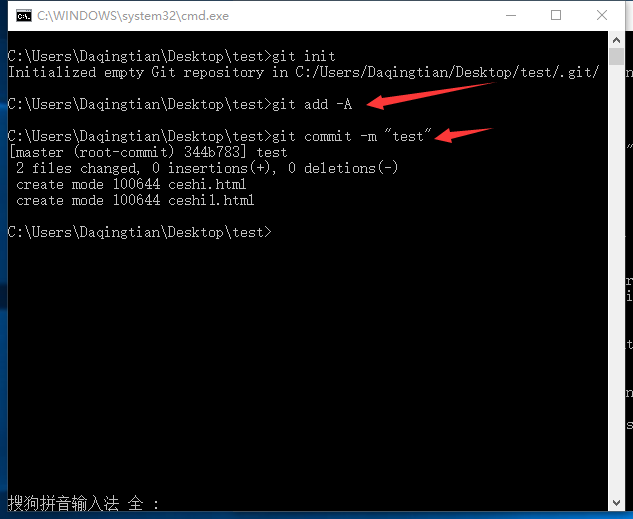 C:\WINDOWS\system32\cmd.exe
C:\Users\Daqingtian\Desktop\test>git init
Initialized empty Git repository in C:/Users/Daqingtian/Desktop/test/.git/
C:\Users\Daqingtian\Desktop\test>git add -A
C:\Users\Daqingtian\Desktop\test>git commit -m "test"
[master (root-commit) 344b783] test
2 files changed, 0 insertions(+), 0 deletions(-)
create mode 100644 ceshi.html
create mode 100644 ceshi1.html
C:\Users\Daqingtian\Desktop\test>
搜狗拼音输入法 全 :